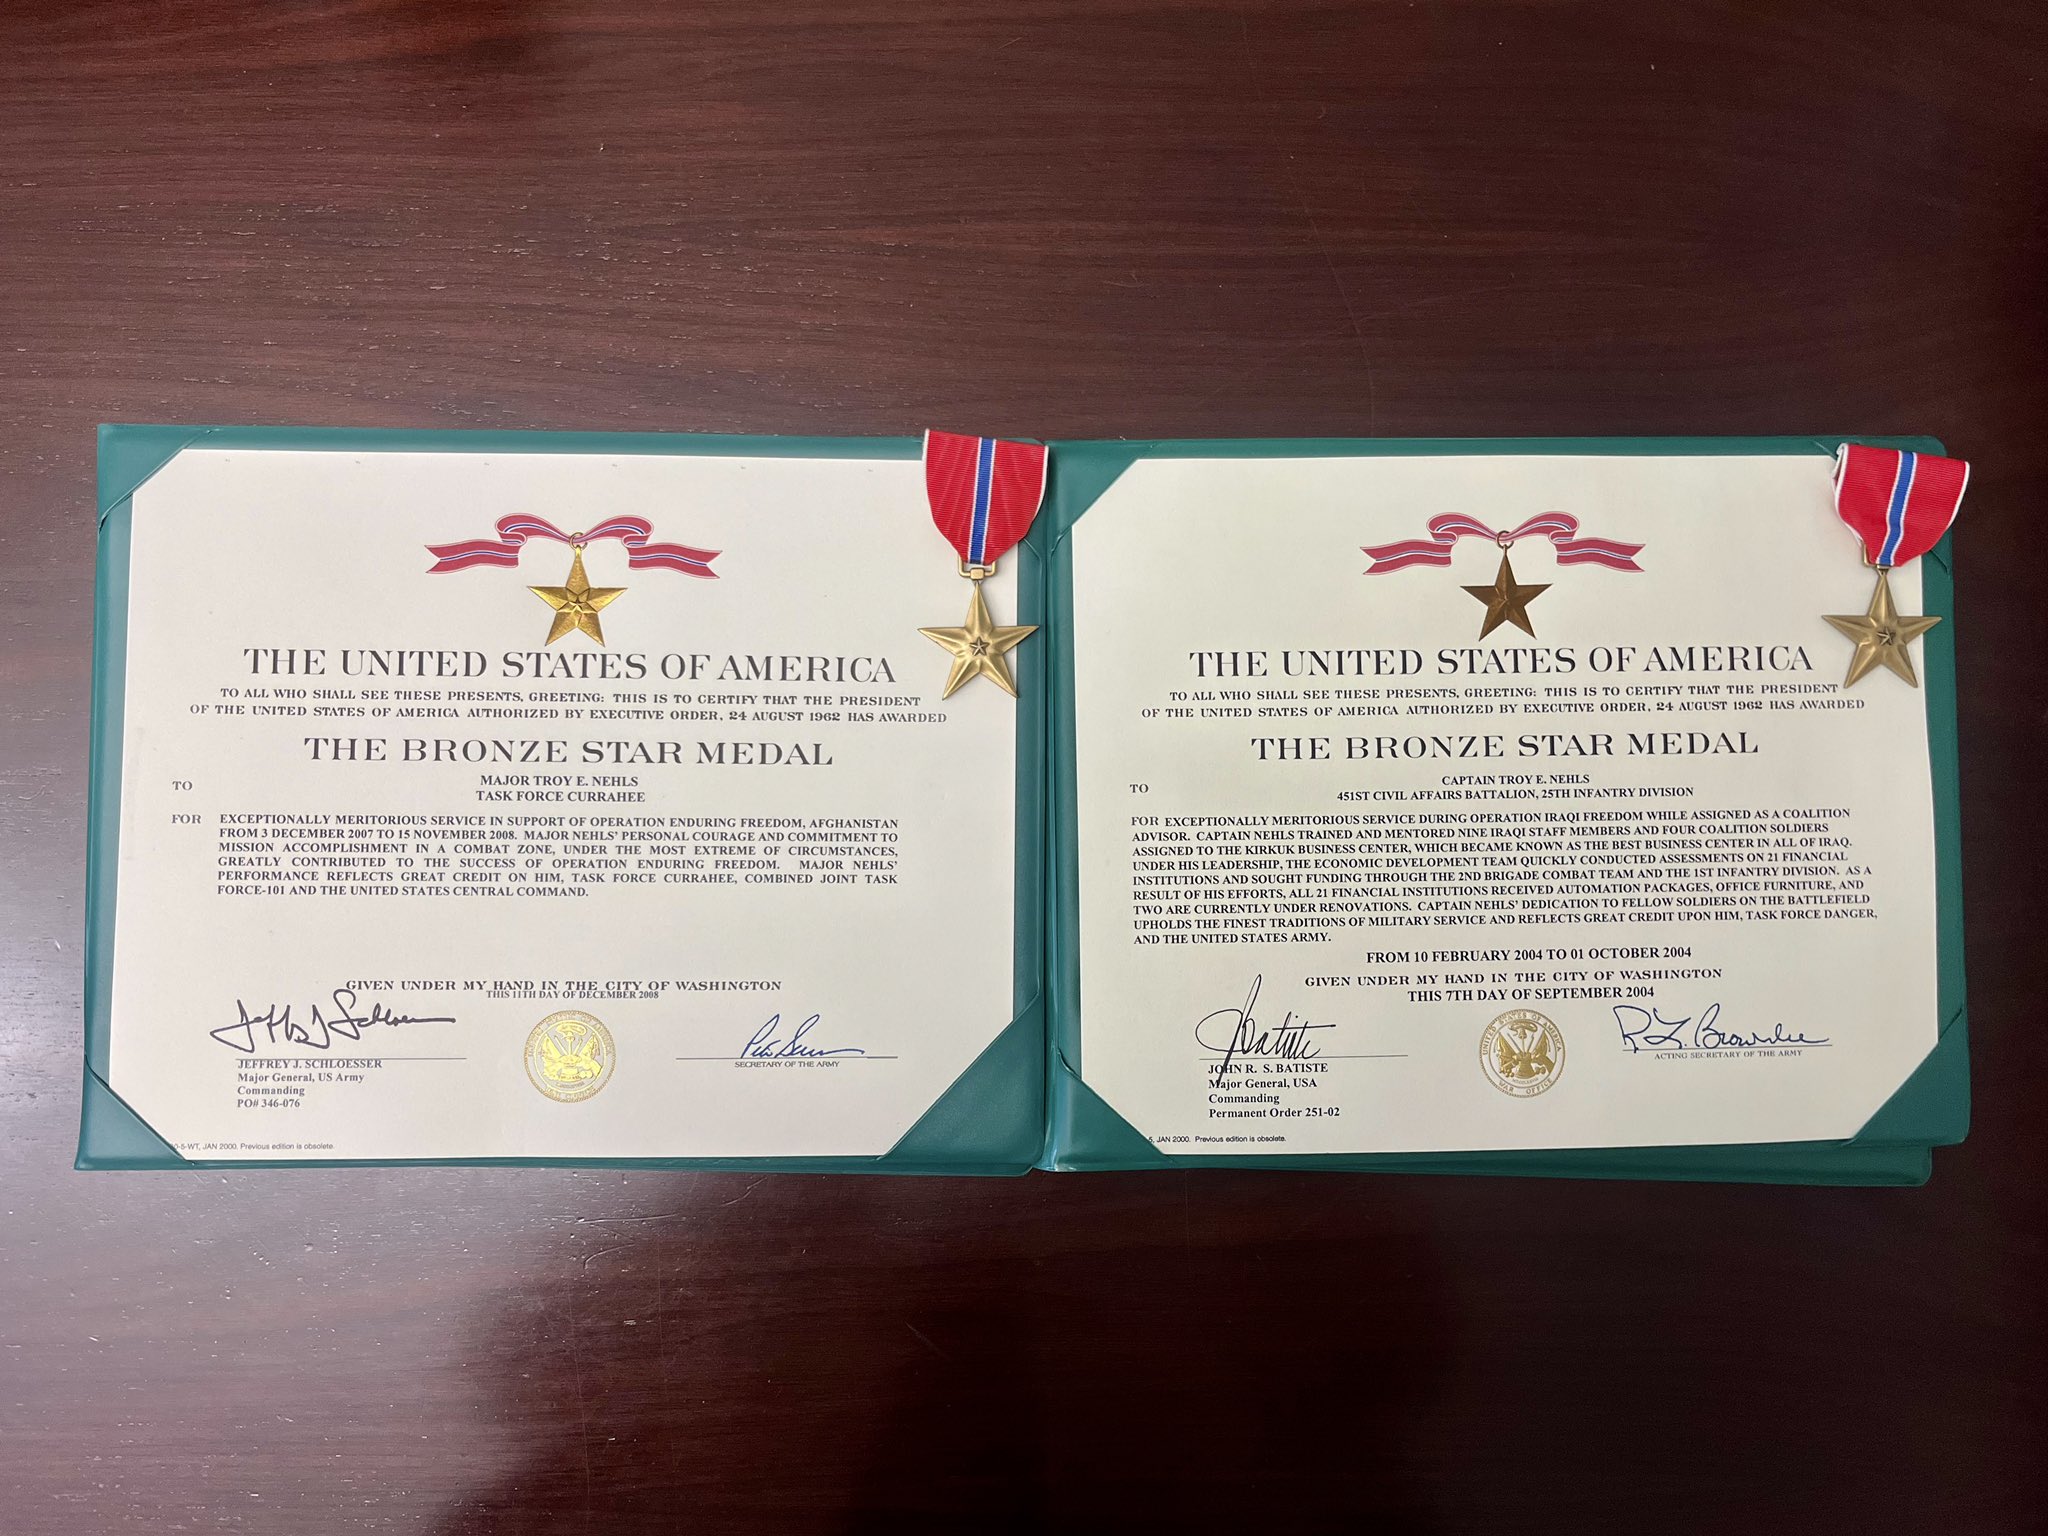 THE UNITED STATES OF AMERICA
TO ALL WHO SHALL SEE THESE PRESENTS, GREETING: THIS IS TO CERTIFY THAT THE PRESIDENT
OF THE UNITED STATES OF AMERICA AUTHORIZED BY EXECUTIVE ORDER, 24 AUGUST 1962 HAS AWARDED
THE BRONZE STAR MEDAL
MAJOR TROY E. NEHLS
TO
TASK FORCE CURRAHEE
FOR EXCEPTIONALLY MERITORIOUS SERVICE IN SUPPORT OF OPERATION ENDURING FREEDOM, AFGHANISTAN
FROM 3 DECEMBER 2007 TO 15 NOVEMBER 2008. MAJOR NEHLS' PERSONAL COURAGE AND COMMITMENT TO
MISSION ACCOMPLISHMENT IN A COMBAT ZONE, UNDER THE MOST EXTREME OF CIRCUMSTANCES,
GREATLY CONTRIBUTED TO THE SUCCESS OF OPERATION ENDURING FREEDOM. MAJOR NEHLS'
PERFORMANCE REFLECTS GREAT CREDIT ON HIM, TASK FORCE CURRAHEE, COMBINED JOINT TASK
FORCE-101 AND THE UNITED STATES CENTRAL COMMAND.
GIVEN UNDER MY HAND IN THE CITY OF WASHINGTON
THIS 11TH DAY OF DECEMBER 2008
JEFFREY J. SCHLOESSER
Major General, US Army
Commanding
PO# 346-076
SECRETARY OF THE ARMY
0-5-WT, JAN 2000. Previous edition is obsolete.
THE UNITED STATES OF AMERICA
TO ALL WHO SHALL SEE THESE PRESENTS, GREETING: THIS IS TO CERTIFY THAT THE PRESIDENT
OF THE UNITED STATES OF AMERICA AUTHORIZED BY EXECUTIVE ORDER, 24 AUGUST 1962 HAS AWARDED
THE BRONZE STAR MEDAL
CAPTAIN TROY E. NEHLS
TO
451ST CIVIL AFFAIRS BATTALION, 25TH INFANTRY DIVISION
FOR EXCEPTIONALLY MERITORIOUS SERVICE DURING OPERATION IRAQI FREEDOM WHILE ASSIGNED AS A COALITION
ADVISOR. CAPTAIN NEHLS TRAINED AND MENTORED NINE IRAQI STAFF MEMBERS AND FOUR COALITION SOLDIERS
ASSIGNED TO THE KIRKUK BUSINESS CENTER, WHICH BECAME KNOWN AS THE BEST BUSINESS CENTER IN ALL OF IRAQ.
UNDER HIS LEADERSHIP, THE ECONOMIC DEVELOPMENT TEAM QUICKLY CONDUCTED ASSESSMENTS ON 21 FINANCIAL
INSTITUTIONS AND SOUGHT FUNDING THROUGH THE 2ND BRIGADE COMBAT TEAM AND THE 1ST INFANTRY DIVISION. AS A
RESULT OF HIS EFFORTS, ALL 21 FINANCIAL INSTITUTIONS RECEIVED AUTOMATION PACKAGES, OFFICE FURNITURE, AND
TWO ARE CURRENTLY UNDER RENOVATIONS. CAPTAIN NEHLS' DEDICATION TO FELLOW SOLDIERS ON THE BATTLEFIELD
UPHOLDS THE FINEST TRADITIONS OF MILITARY SERVICE AND REFLECTS GREAT CREDIT UPON HIM, TASK FORCE DANGER,
AND THE UNITED STATES ARMY.
FROM 10 FEBRUARY 2004 TO 01 OCTOBER 2004
GIVEN UNDER MY HAND IN THE CITY OF WASHINGTON
THIS 7TH DAY OF SEPTEMBER 2004
JBatiste
R. L. Brownlee
JOHN R. S. BATISTE
Major General, USA
Commanding
Permanent Order 251-02
UNITED STATES OF AMERICA
WAR OFFICE
ACTING SECRETARY OF THE ARMY
5, JAN 2000. Previous edition is obsolete.